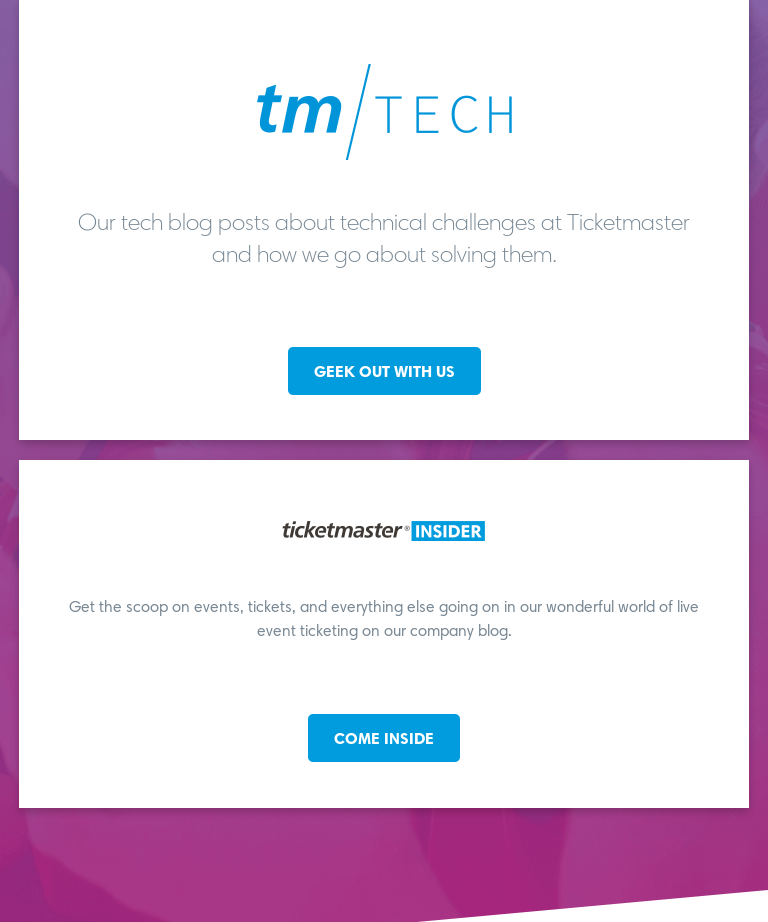 tm/TECH
Our tech blog posts about technical challenges at Ticketmaster
and how we go about solving them.
GEEK OUT WITH US
ticketmaster® INSIDER
Get the scoop on events, tickets, and everything else going on in our wonderful world of live
event ticketing on our company blog.
COME INSIDE